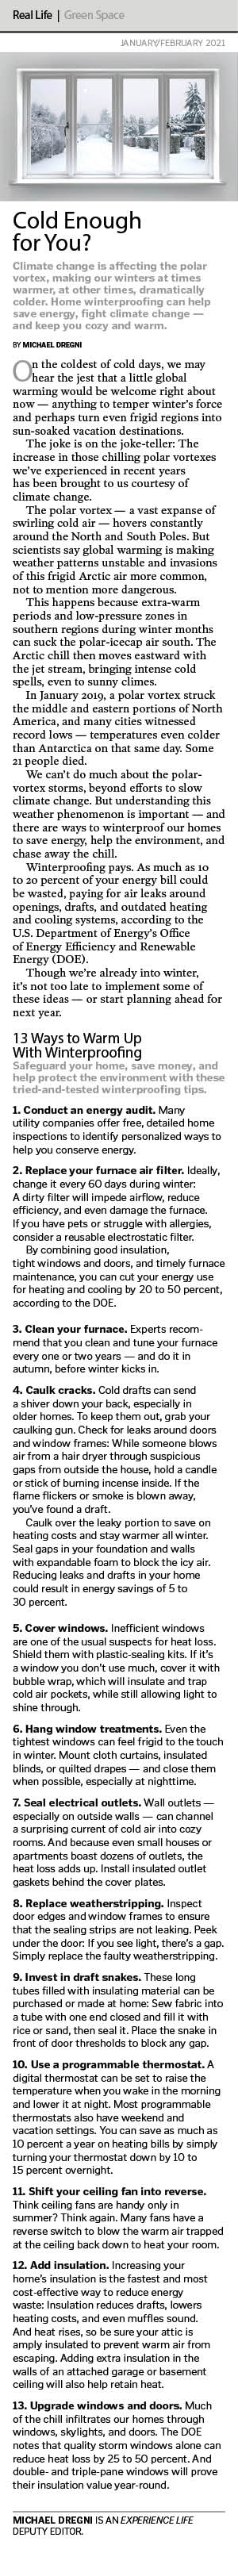 Real Life | Green Space
JANUARY/FEBRUARY 2021
Cold Enough
for You?
Climate change is affecting the polar
vortex, making our winters at times
warmer, at other times, dramatically
colder. Home winterproofing can help
save energy, fight climate change —
and keep you cozy and warm.
BY MICHAEL DREGNI
On the coldest of cold days, we may
hear the jest that a little global
warming would be welcome right about
now — anything to temper winter's force
and perhaps turn even frigid regions into
sun-soaked vacation destinations.
The joke is on the joke-teller: The
increase in those chilling polar vortexes
we've experienced in recent years
has been brought to us courtesy of
climate change.
The polar vortex — a vast expanse of
swirling cold air — hovers constantly
around the North and South Poles. But
scientists say global warming is making
weather patterns unstable and invasions
of this frigid Arctic air more common,
not to mention more dangerous.
This happens because extra-warm
periods and low-pressure zones in
southern regions during winter months
can suck the polar-icecap air south. The
Arctic chill then moves eastward with
the jet stream, bringing intense cold
spells, even to sunny climes.
In January 2019, a polar vortex struck
the middle and eastern portions of North
America, and many cities witnessed
record lows — temperatures even colder
than Antarctica on that same day. Some
21 people died.
We can't do much about the polar-
vortex storms, beyond efforts to slow
climate change. But understanding this
weather phenomenon is important — and
there are ways to winterproof our homes
to save energy, help the environment, and
chase away the chill.
Winterproofing pays. As much as 10
to 20 percent of your energy bill could
be wasted, paying for air leaks around
openings, drafts, and outdated heating
and cooling systems, according to the
U.S. Department of Energy's Office
of Energy Efficiency and Renewable
Energy (DOE).
Though we're already into winter,
it's not too late to implement some of
these ideas — or start planning ahead for
next year.
13 Ways to Warm Up
With Winterproofing
Safeguard your home, save money, and
help protect the environment with these
tried-and-tested winterproofing tips.
1. Conduct an energy audit. Many
utility companies offer free, detailed home
inspections to identify personalized ways to
help you conserve energy.
2. Replace your furnace air filter. Ideally,
change it every 60 days during winter:
A dirty filter will impede airflow, reduce
efficiency, and even damage the furnace.
If you have pets or struggle with allergies,
consider a reusable electrostatic filter.
By combining good insulation,
tight windows and doors, and timely furnace
maintenance, you can cut your energy use
for heating and cooling by 20 to 50 percent,
according to the DOE.
3. Clean your furnace. Experts recom-
mend that you clean and tune your furnace
every one or two years — and do it in
autumn, before winter kicks in.
4. Caulk cracks. Cold drafts can send
a shiver down your back, especially in
older homes. To keep them out, grab your
caulking gun. Check for leaks around doors
and window frames: While someone blows
air from a hair dryer through suspicious
gaps from outside the house, hold a candle
or stick of burning incense inside. If the
flame flickers or smoke is blown away,
you've found a draft.
Caulk over the leaky portion to save on
heating costs and stay warmer all winter.
Seal gaps in your foundation and walls
with expandable foam to block the icy air.
Reducing leaks and drafts in your home
could result in energy savings of 5 to
30 percent.
5. Cover windows. Inefficient windows
are one of the usual suspects for heat loss.
Shield them with plastic-sealing kits. If it's
a window you don't use much, cover it with
bubble wrap, which will insulate and trap
cold air pockets, while still allowing light to
shine through.
6. Hang window treatments. Even the
tightest windows can feel frigid to the touch
in winter. Mount cloth curtains, insulated
blinds, or quilted drapes — and close them
when possible, especially at nighttime.
7. Seal electrical outlets. Wall outlets —
especially on outside walls — can channel
a surprising current of cold air into cozy
rooms. And because even small houses or
apartments boast dozens of outlets, the
heat loss adds up. Install insulated outlet
gaskets behind the cover plates.
8. Replace weatherstripping. Inspect
door edges and window frames to ensure
that the sealing strips are not leaking. Peek
under the door: If you see light, there's a gap.
Simply replace the faulty weatherstripping.
9. Invest in draft snakes. These long
tubes filled with insulating material can be
purchased or made at home: Sew fabric into
a tube with one end closed and fill it with
rice or sand, then seal it. Place the snake in
front of door thresholds to block any gap.
10. Use a programmable thermostat. A
digital thermostat can be set to raise the
temperature when you wake in the morning
and lower it at night. Most programmable
thermostats also have weekend and
vacation settings. You can save as much as
10 percent a year on heating bills by simply
turning your thermostat down by 10 to
15 percent overnight.
11. Shift your ceiling fan into reverse.
Think ceiling fans are handy only in
summer? Think again. Many fans have a
reverse switch to blow the warm air trapped
at the ceiling back down to heat your room.
12. Add insulation. Increasing your
home's insulation is the fastest and most
cost-effective way to reduce energy
waste: Insulation reduces drafts, lowers
heating costs, and even muffles sound.
And heat rises, so be sure your attic is
amply insulated to prevent warm air from
escaping. Adding extra insulation in the
walls of an attached garage or basement
ceiling will also help retain heat.
13. Upgrade windows and doors. Much
of the chill infiltrates our homes through
windows, skylights, and doors. The DOE
notes that quality storm windows alone can
reduce heat loss by 25 to 50 percent. And
double- and triple-pane windows will prove
their insulation value year-round.
MICHAEL DREGNI IS AN EXPERIENCE LIFE
DEPUTY EDITOR.